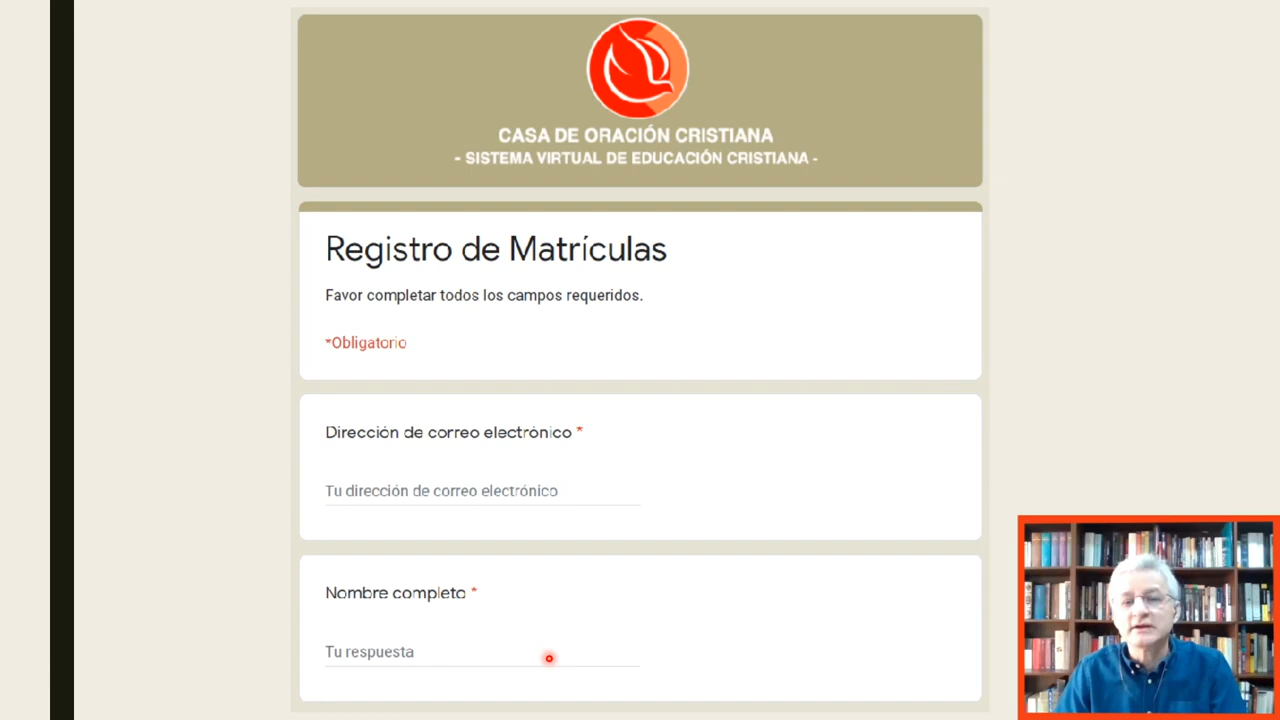 CASA DE ORACIÓN CRISTIANA
- SISTEMA VIRTUAL DE EDUCACIÓN CRISTIANA -
Registro de Matrículas
Favor completar todos los campos requeridos.
*Obligatorio
Dirección de correo electrónico *
Tu dirección de correo electrónico
Nombre completo *
Tu respuesta